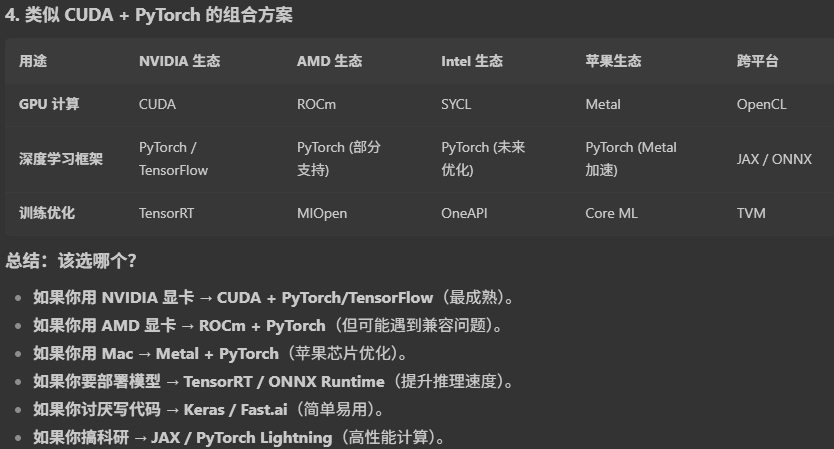 4. 类似 CUDA + PyTorch 的组合方案
用途 NVIDIA 生态 AMD 生态 Intel 生态 苹果生态 跨平台
GPU 计算 CUDA ROCm SYCL Metal OpenCL
深度学习框架 PyTorch / TensorFlow PyTorch (部分支持) PyTorch (未来优化) PyTorch (Metal 加速) JAX / ONNX
训练优化 TensorRT MIOpen OneAPI Core ML TVM
总结：该选哪个？
• 如果你用 NVIDIA 显卡 → CUDA + PyTorch/TensorFlow（最成熟）。
• 如果你用 AMD 显卡 → ROCm + PyTorch（但可能遇到兼容问题）。
• 如果你用 Mac → Metal + PyTorch（苹果芯片优化）。
• 如果你要部署模型 → TensorRT / ONNX Runtime（提升推理速度）。
• 如果你讨厌写代码 → Keras / Fast.ai（简单易用）。
• 如果你搞科研 → JAX / PyTorch Lightning（高性能计算）。